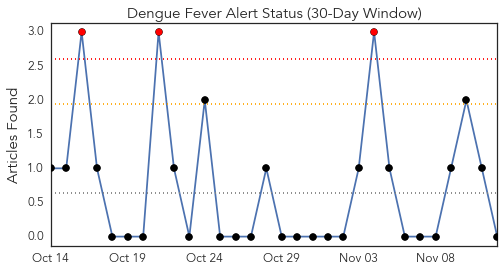 Dengue Fever Alert Status (30-Day Window)
3.0
2.5
2.0
1.5
1.0
0.5
0.0
Articles Found
Oct 14 Oct 19 Oct 24 Oct 29 Nov 03 Nov 08